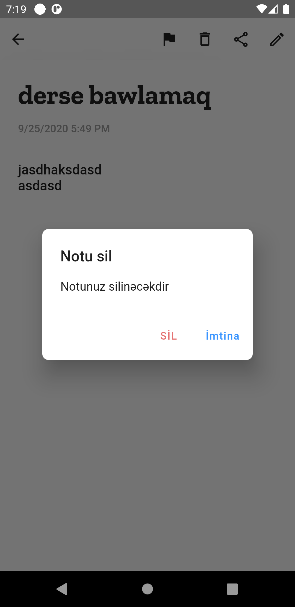 7:19
derse bawlamaq
9/25/2020 5:49 PM
jasdhaksdasd
asdasd
Notu sil
Notunuz silinəcəkdir
SİL İmtina